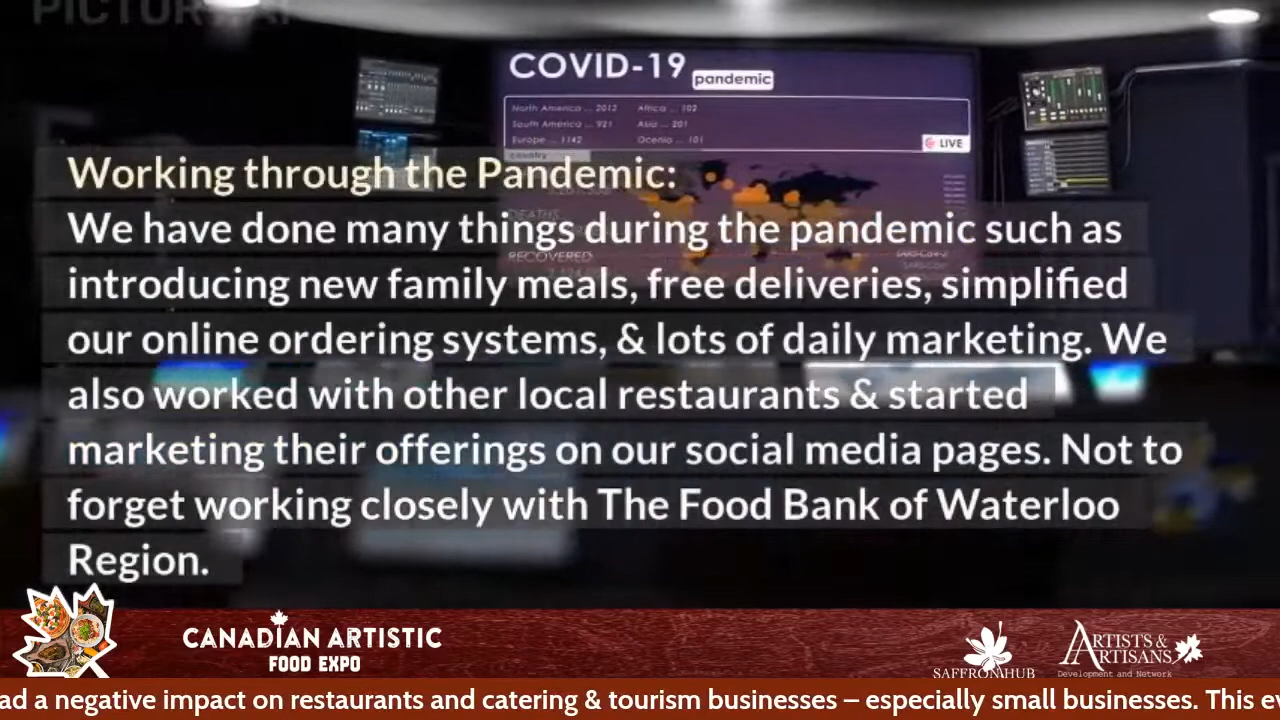 COVID-19 pandemic
North America ... 2012 Africa ... 102
South America ... 921 Asia ... 201
Europe ... 1142 Ocenia ... 101
LIVE
country
Working through the Pandemic:
DEATHS
We have done many things during the pandemic such as
RECOVERED
introducing new family meals, free deliveries, simplified
our online ordering systems, & lots of daily marketing. We
also worked with other local restaurants & started
marketing their offerings on our social media pages. Not to
forget working closely with The Food Bank of Waterloo
Region.
CANADIAN ARTISTIC
FOOD EXPO
SAFFRONHUB
ARTISTS &
ARTISANS
Development and Network
ad a negative impact on restaurants and catering & tourism businesses – especially small businesses. This ev